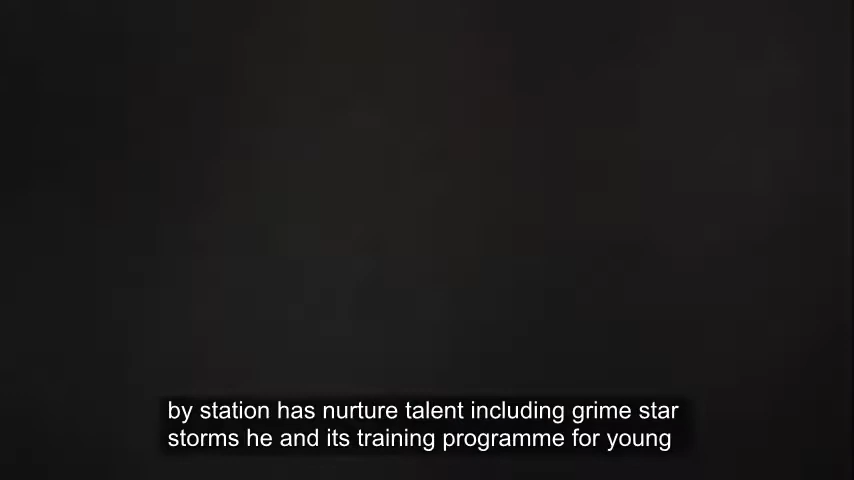 by station has nurture talent including grime star
storms he and its training programme for young